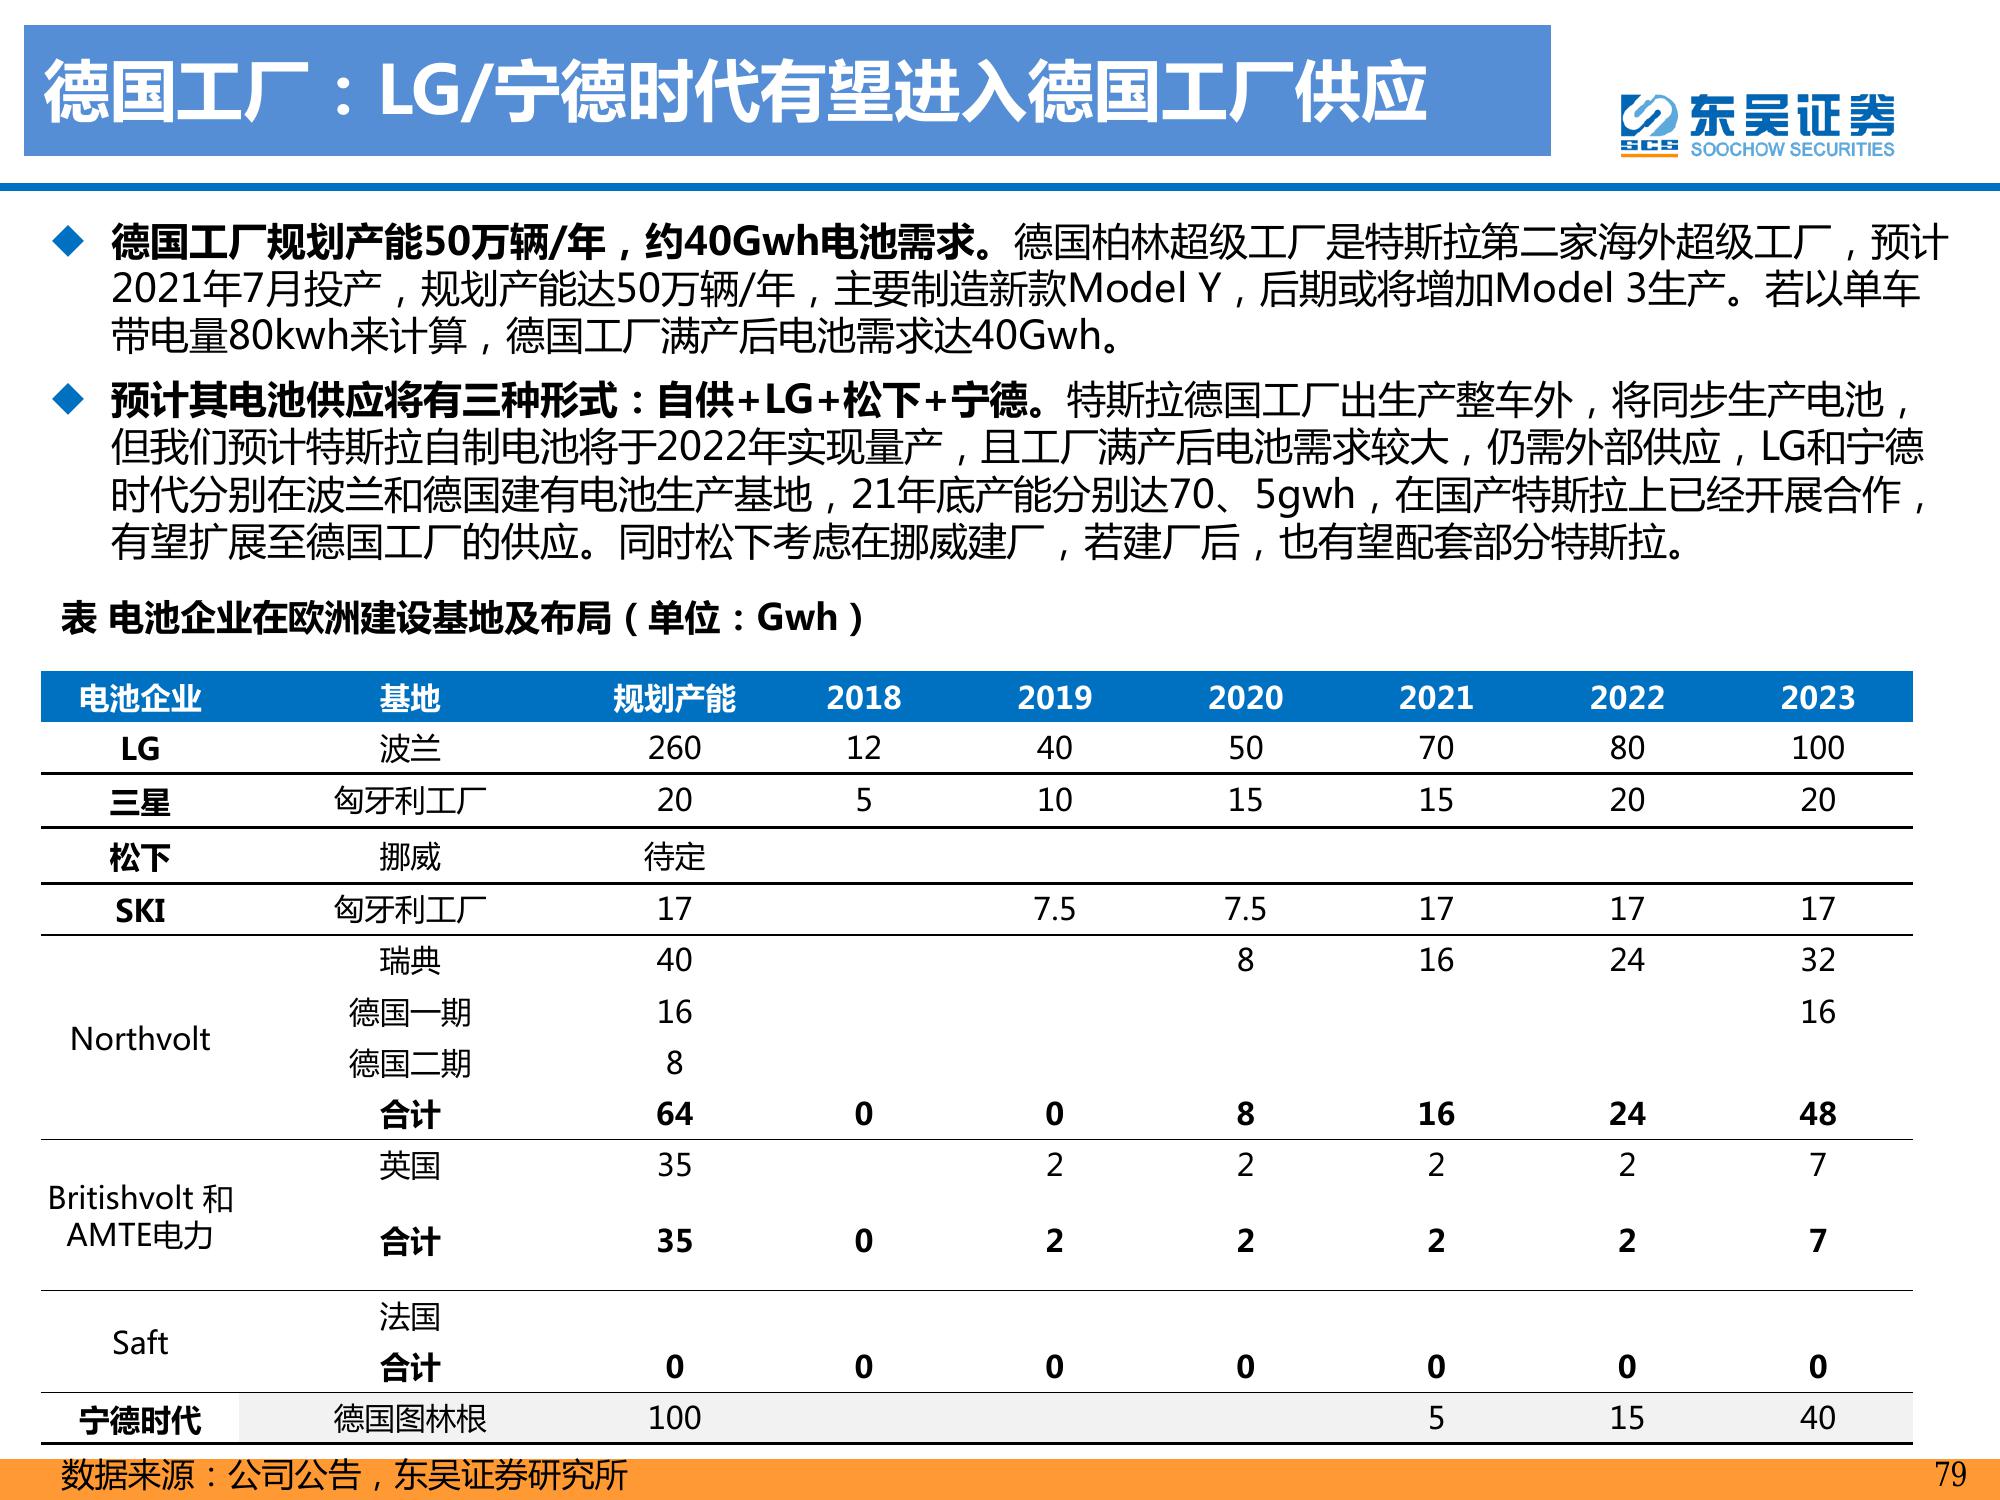 德国工厂：LG/宁德时代有望进入德国工厂供应
东吴证券
SCS
SOOCHOW SECURITIES
德国工厂规划产能50万辆/年，约40Gwh电池需求。德国柏林超级工厂是特斯拉第二家海外超级工厂，预计
2021年7月投产，规划产能达50万辆/年，主要制造新款Model Y，后期或将增加Model 3生产。若以单车
带电量80kwh来计算，德国工厂满产后电池需求达40Gwh。
预计其电池供应将有三种形式：自供+LG+松下+宁德。特斯拉德国工厂出生产整车外，将同步生产电池，
但我们预计特斯拉自制电池将于2022年实现量产，且工厂满产后电池需求较大，仍需外部供应，LG和宁德
时代分别在波兰和德国建有电池生产基地，21年底产能分别达70、5gwh，在国产特斯拉上已经开展合作，
有望扩展至德国工厂的供应。同时松下考虑在挪威建厂，若建厂后，也有望配套部分特斯拉。
表 电池企业在欧洲建设基地及布局（单位：Gwh）
电池企业 基地 规划产能 2018 2019 2020 2021 2022 2023
LG 波兰 260 12 40 50 70 80 100
三星 匈牙利工厂 20 5 10 15 15 20 20
松下 挪威 待定
SKI 匈牙利工厂 17 7.5 7.5 17 17 17
瑞典 40 8 16 24 32
德国一期 16 16
Northvolt
德国二期 8
合计 64 0 0 8 16 24 48
英国 35 2 2 2 2 7
Britishvolt 和
AMTE电力
合计 35 0 2 2 2 2 7
法国
Saft
合计 0 0 0 0 0 0 0
宁德时代 德国图林根 100 5 15 40
数据来源：公司公告，东吴证券研究所
79